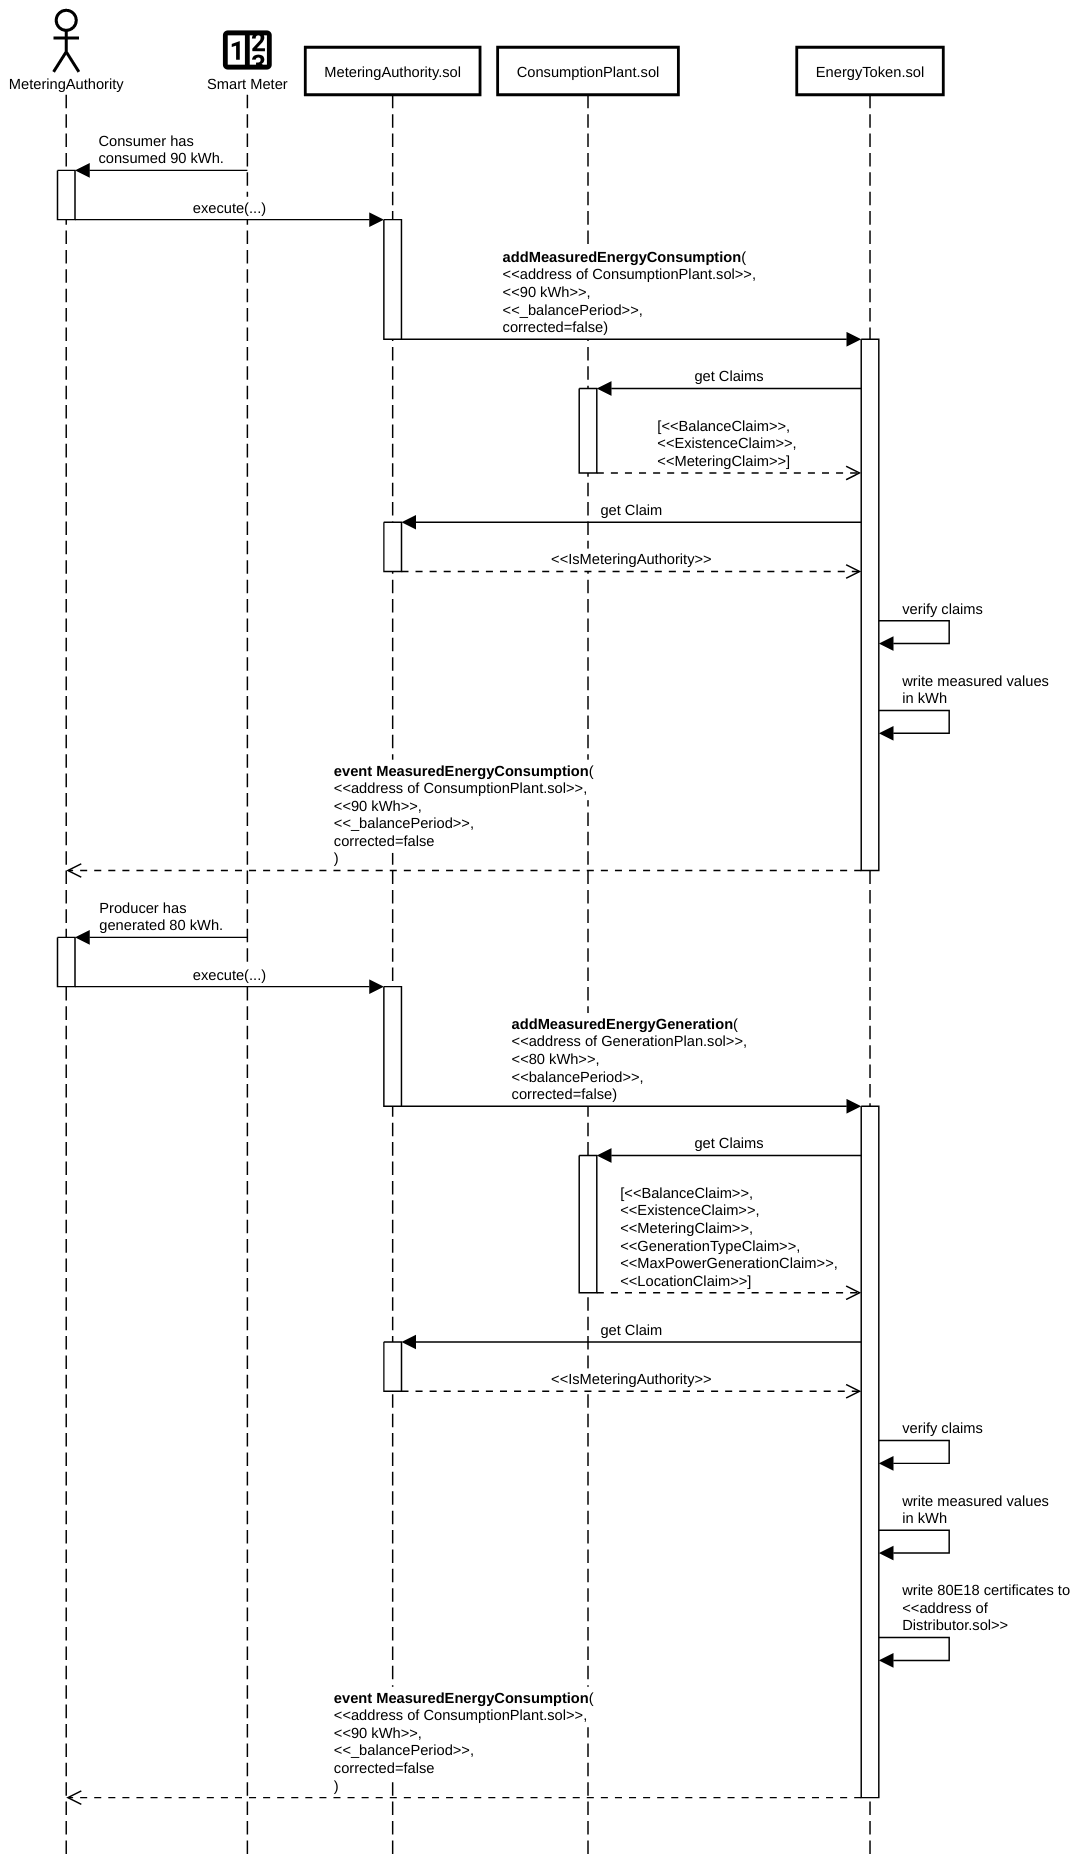 MeteringAuthority
Smart Meter
MeteringAuthority.sol
ConsumptionPlant.sol
EnergyToken.sol
Consumer has
consumed 90 kWh.
execute(...)
addMeasuredEnergyConsumption(
<<address of ConsumptionPlant.sol>>,
<<90 kWh>>,
<<_balancePeriod>>,
corrected=false)
get Claims
[<<BalanceClaim>>,
<<ExistenceClaim>>,
<<MeteringClaim>>]
get Claim
<<IsMeteringAuthority>>
verify claims
write measured values
in kWh
event MeasuredEnergyConsumption(
<<address of ConsumptionPlant.sol>>,
<<90 kWh>>,
<<_balancePeriod>>,
corrected=false
)
Producer has
generated 80 kWh.
execute(...)
addMeasuredEnergyGeneration(
<<address of GenerationPlan.sol>>,
<<80 kWh>>,
<<balancePeriod>>,
corrected=false)
get Claims
[<<BalanceClaim>>,
<<ExistenceClaim>>,
<<MeteringClaim>>,
<<GenerationTypeClaim>>,
<<MaxPowerGenerationClaim>>,
<<LocationClaim>>]
get Claim
<<IsMeteringAuthority>>
verify claims
write measured values
in kWh
write 80E18 certificates to
<<address of
Distributor.sol>>
event MeasuredEnergyConsumption(
<<address of ConsumptionPlant.sol>>,
<<90 kWh>>,
<<_balancePeriod>>,
corrected=false
)